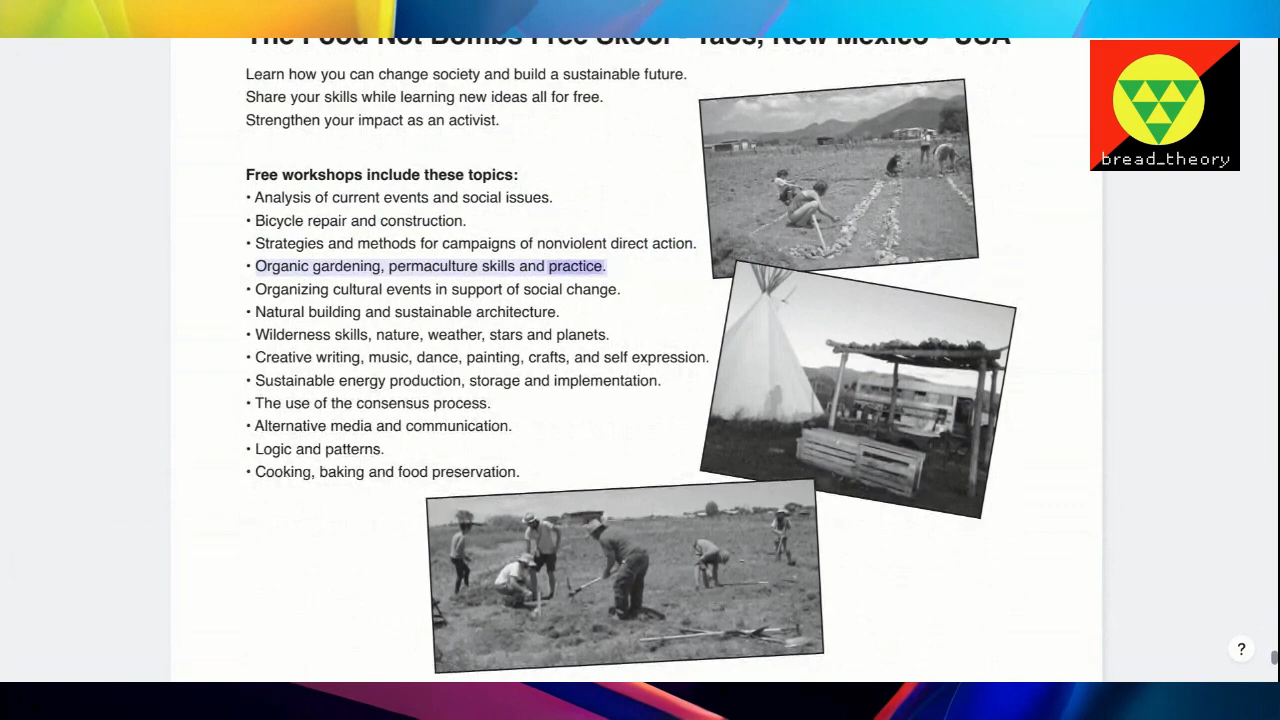 The Food Not Bombs Free Skool - Taos, New Mexico - USA
Learn how you can change society and build a sustainable future.
Share your skills while learning new ideas all for free.
Strengthen your impact as an activist.
Free workshops include these topics:
• Analysis of current events and social issues.
• Bicycle repair and construction.
• Strategies and methods for campaigns of nonviolent direct action.
• Organic gardening, permaculture skills and practice.
• Organizing cultural events in support of social change.
• Natural building and sustainable architecture.
• Wilderness skills, nature, weather, stars and planets.
• Creative writing, music, dance, painting, crafts, and self expression.
• Sustainable energy production, storage and implementation.
• The use of the consensus process.
• Alternative media and communication.
• Logic and patterns.
• Cooking, baking and food preservation.
bread_theory
?